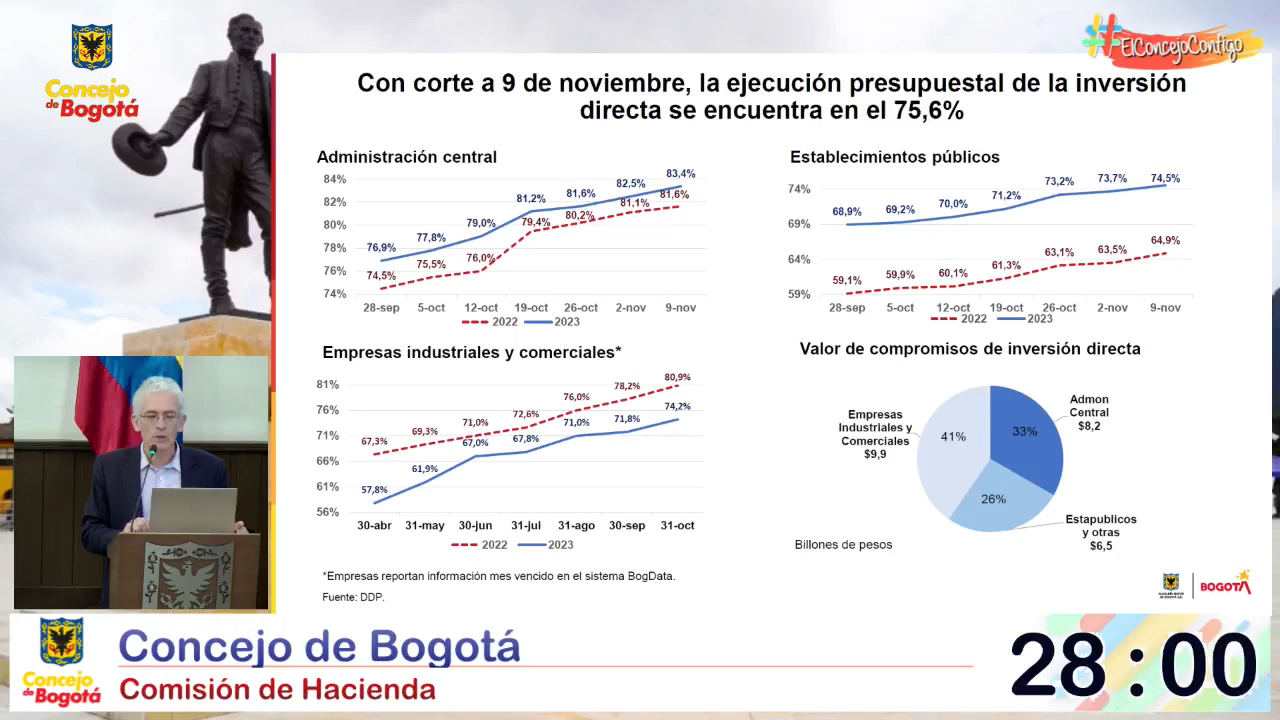 Concejo
de Bogotá
#ElConcejoContigo
Con corte a 9 de noviembre, la ejecución presupuestal de la inversión
directa se encuentra en el 75,6%
Administración central
84%
82%
80%
78%
76%
74%
76,9%
77,8%
79,0%
81,2%
81,6%
82,5%
83,4%
74,5%
75,5%
76,0%
79,4%
80,2%
81,1%
81,6%
28-sep 5-oct 12-oct 19-oct 26-oct 2-nov 9-nov
2022 2023
Establecimientos públicos
74%
69%
64%
59%
68,9%
69,2%
70,0%
71,2%
73,2%
73,7%
74,5%
59,1%
59,9%
60,1%
61,3%
63,1%
63,5%
64,9%
28-sep 5-oct 12-oct 19-oct 26-oct 2-nov 9-nov
2022 2023
Empresas industriales y comerciales*
81%
76%
71%
66%
61%
56%
67,3%
69,3%
71,0%
72,6%
76,0%
78,2%
80,9%
57,8%
61,9%
67,0%
67,8%
71,0%
71,8%
74,2%
30-abr 31-may 30-jun 31-jul 31-ago 30-sep 31-oct
2022 2023
*Empresas reportan información mes vencido en el sistema BogData.
Fuente: DDP.
Valor de compromisos de inversión directa
Admon
Central
$8,2
33%
Empresas
Industriales y
Comerciales
$9,9
41%
26%
Estapublicos
y otras
$6,5
Billones de pesos
BOGOTÁ
Concejo
de Bogotá
Concejo de Bogotá
Comisión de Hacienda
28:00